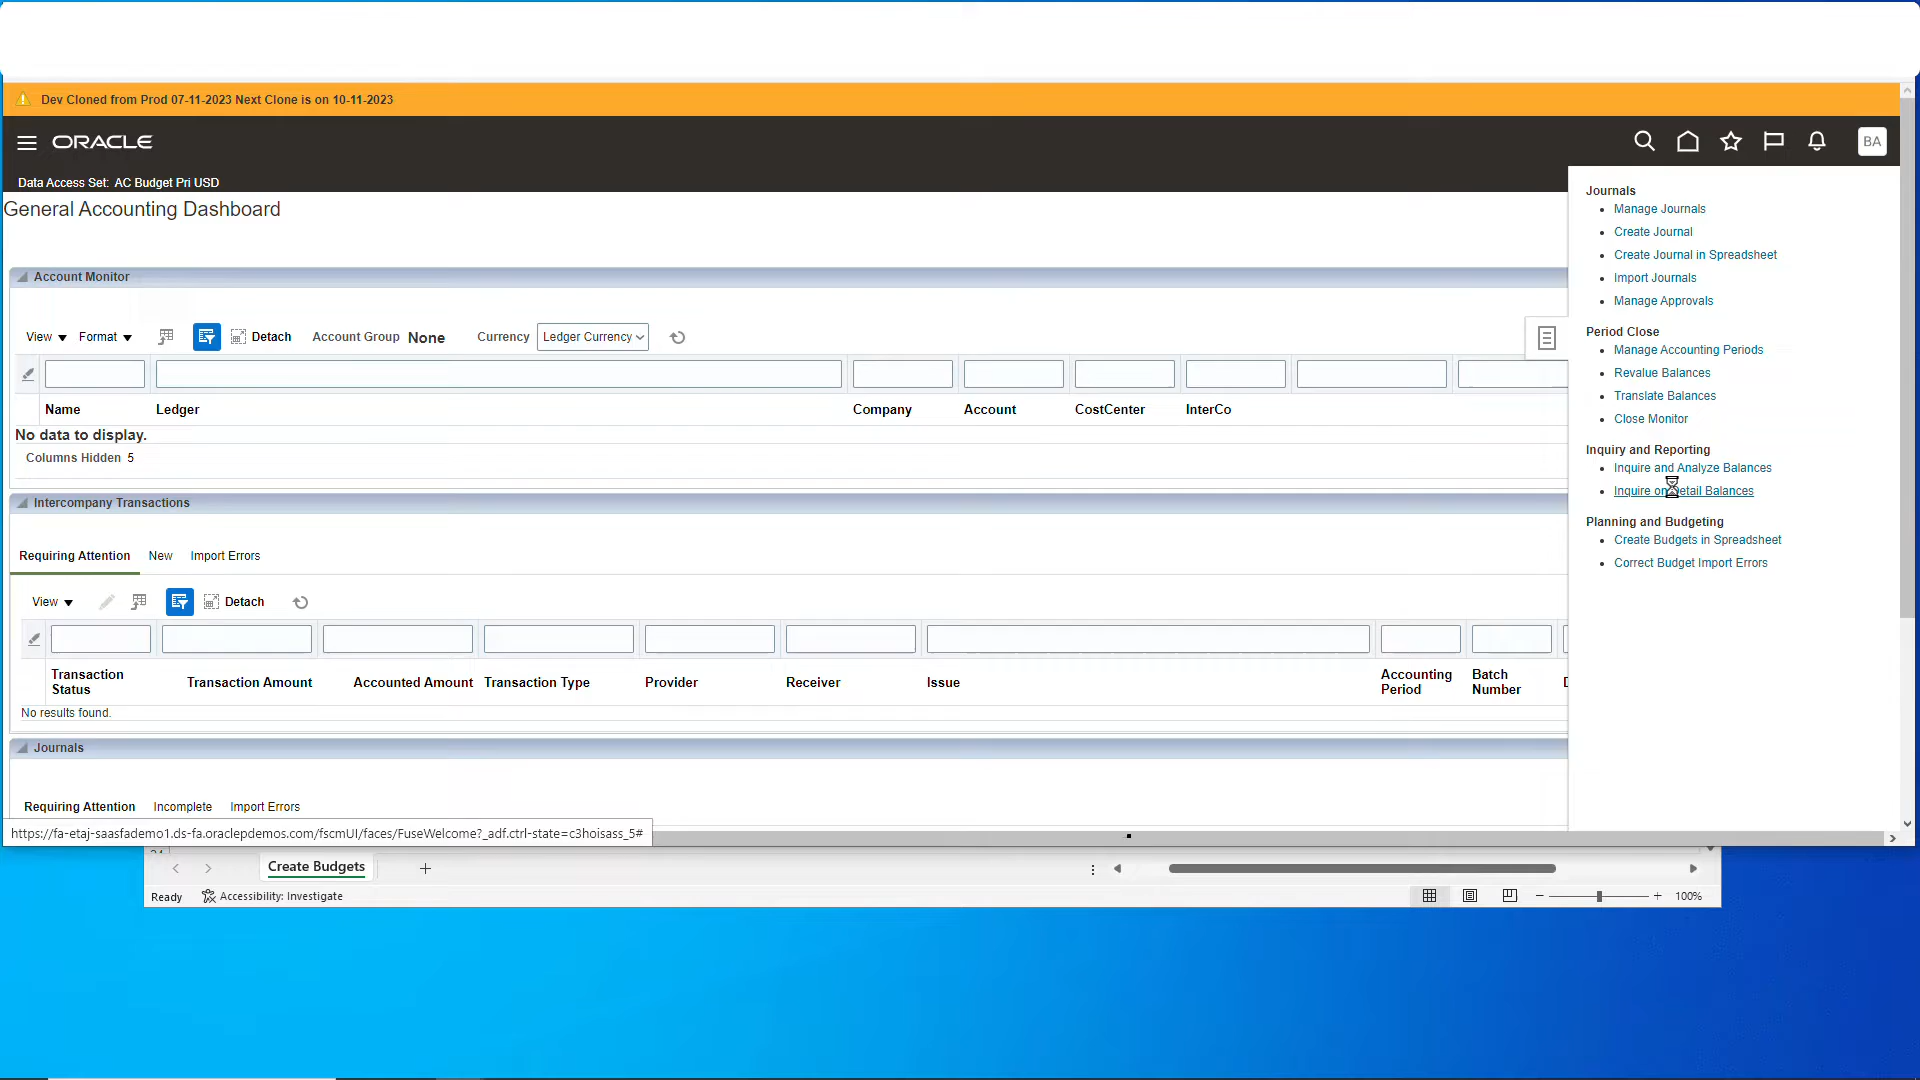 Dev Cloned from Prod 07-11-2023 Next Clone is on 10-11-2023
ORACLE
BA
Data Access Set: AC Budget Pri USD
General Accounting Dashboard
Account Monitor
View Format Detach Account Group None Currency Ledger Currency
Name Ledger Company Account CostCenter InterCo
No data to display.
Columns Hidden 5
Intercompany Transactions
Requiring Attention New Import Errors
View Detach
Transaction Status Transaction Amount Accounted Amount Transaction Type Provider Receiver Issue Accounting Period Batch Number
No results found.
Journals
Requiring Attention Incomplete Import Errors
https://fa-etaj-saasfademo1.ds-fa.oraclepdemos.com/fscmUI/faces/FuseWelcome?_adf.ctrl-state=c3hoisass_5#
Journals
Manage Journals
Create Journal
Create Journal in Spreadsheet
Import Journals
Manage Approvals
Period Close
Manage Accounting Periods
Revalue Balances
Translate Balances
Close Monitor
Inquiry and Reporting
Inquire and Analyze Balances
Inquire on Detail Balances
Planning and Budgeting
Create Budgets in Spreadsheet
Correct Budget Import Errors
Create Budgets
Ready Accessibility: Investigate 100%